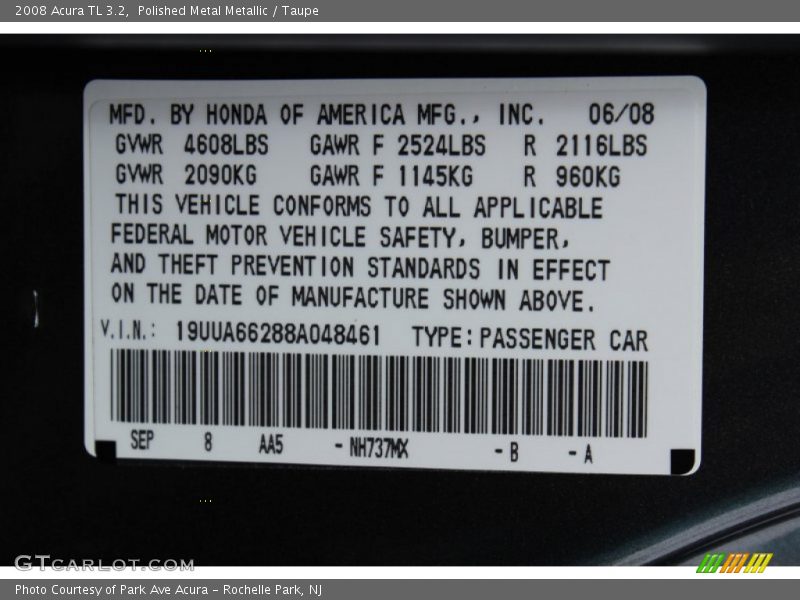 2008 Acura TL 3.2,  Polished Metal Metallic / Taupe
MFD. BY HONDA OF AMERICA MFG., INC. 06/08
GVWR 4608LBS GAWR F 2524LBS R 2116LBS
GVWR 2090KG GAWR F 1145KG R 960KG
THIS VEHICLE CONFORMS TO ALL APPLICABLE
FEDERAL MOTOR VEHICLE SAFETY, BUMPER,
AND THEFT PREVENTION STANDARDS IN EFFECT
ON THE DATE OF MANUFACTURE SHOWN ABOVE.
V.I.N.: 19UUA66288A048461 TYPE: PASSENGER CAR
SEP 8 AA5 - NH737MX - B - A
GTCARLOT.COM
Photo Courtesy of Park Ave Acura - Rochelle Park, NJ